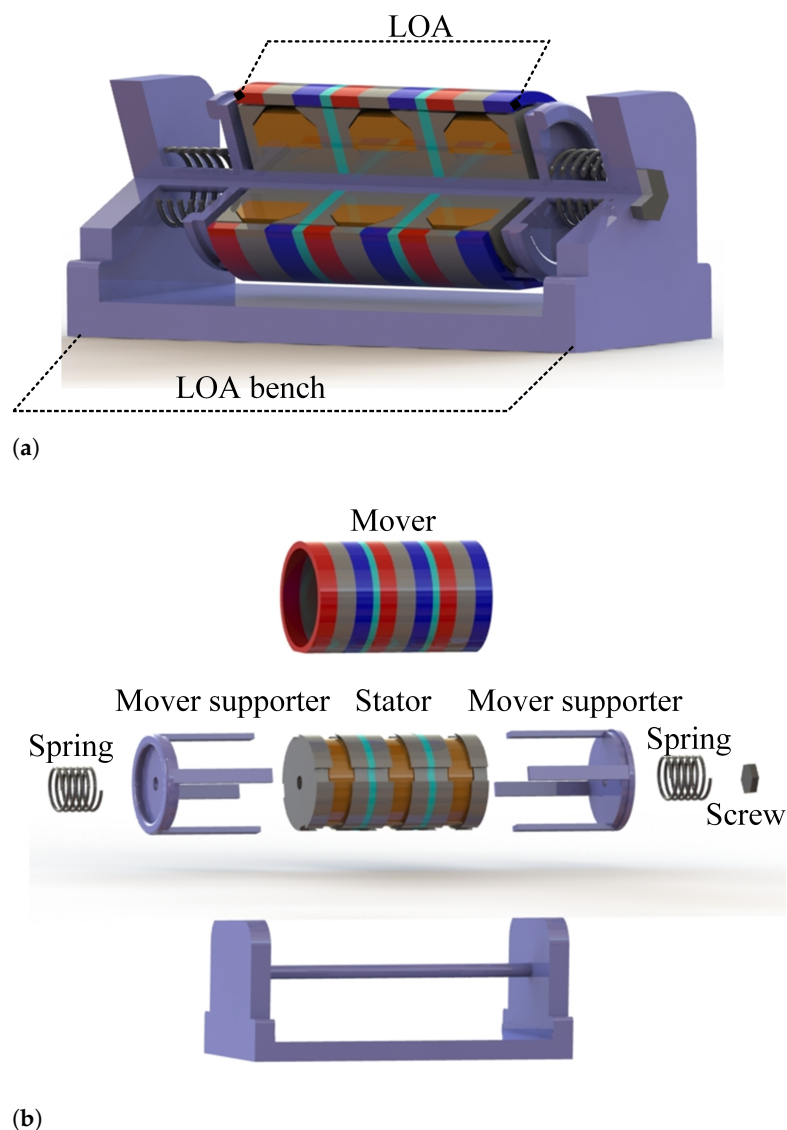 LOA
LOA bench
(a)
Mover
Mover supporter
Stator
Mover supporter
Spring
Spring
Screw
(b)